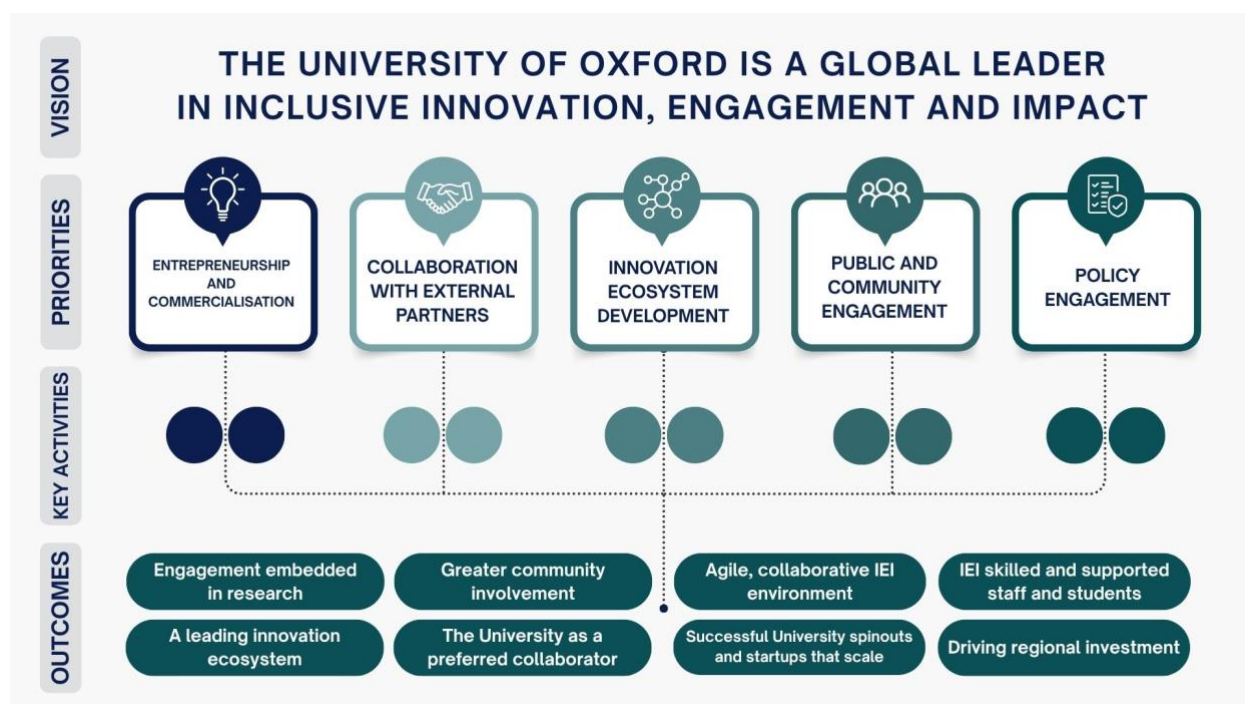 VISION
THE UNIVERSITY OF OXFORD IS A GLOBAL LEADER
IN INCLUSIVE INNOVATION, ENGAGEMENT AND IMPACT
PRIORITIES
ENTREPRENEURSHIP
AND
COMMERCIALISATION
COLLABORATION
WITH EXTERNAL
PARTNERS
INNOVATION
ECOSYSTEM
DEVELOPMENT
PUBLIC AND
COMMUNITY
ENGAGEMENT
POLICY
ENGAGEMENT
KEY ACTIVITIES
OUTCOMES
Engagement embedded
in research
Greater community
involvement
Agile, collaborative IEI
environment
IEI skilled and supported
staff and students
A leading innovation
ecosystem
The University as a
preferred collaborator
Successful University spinouts
and startups that scale
Driving regional investment